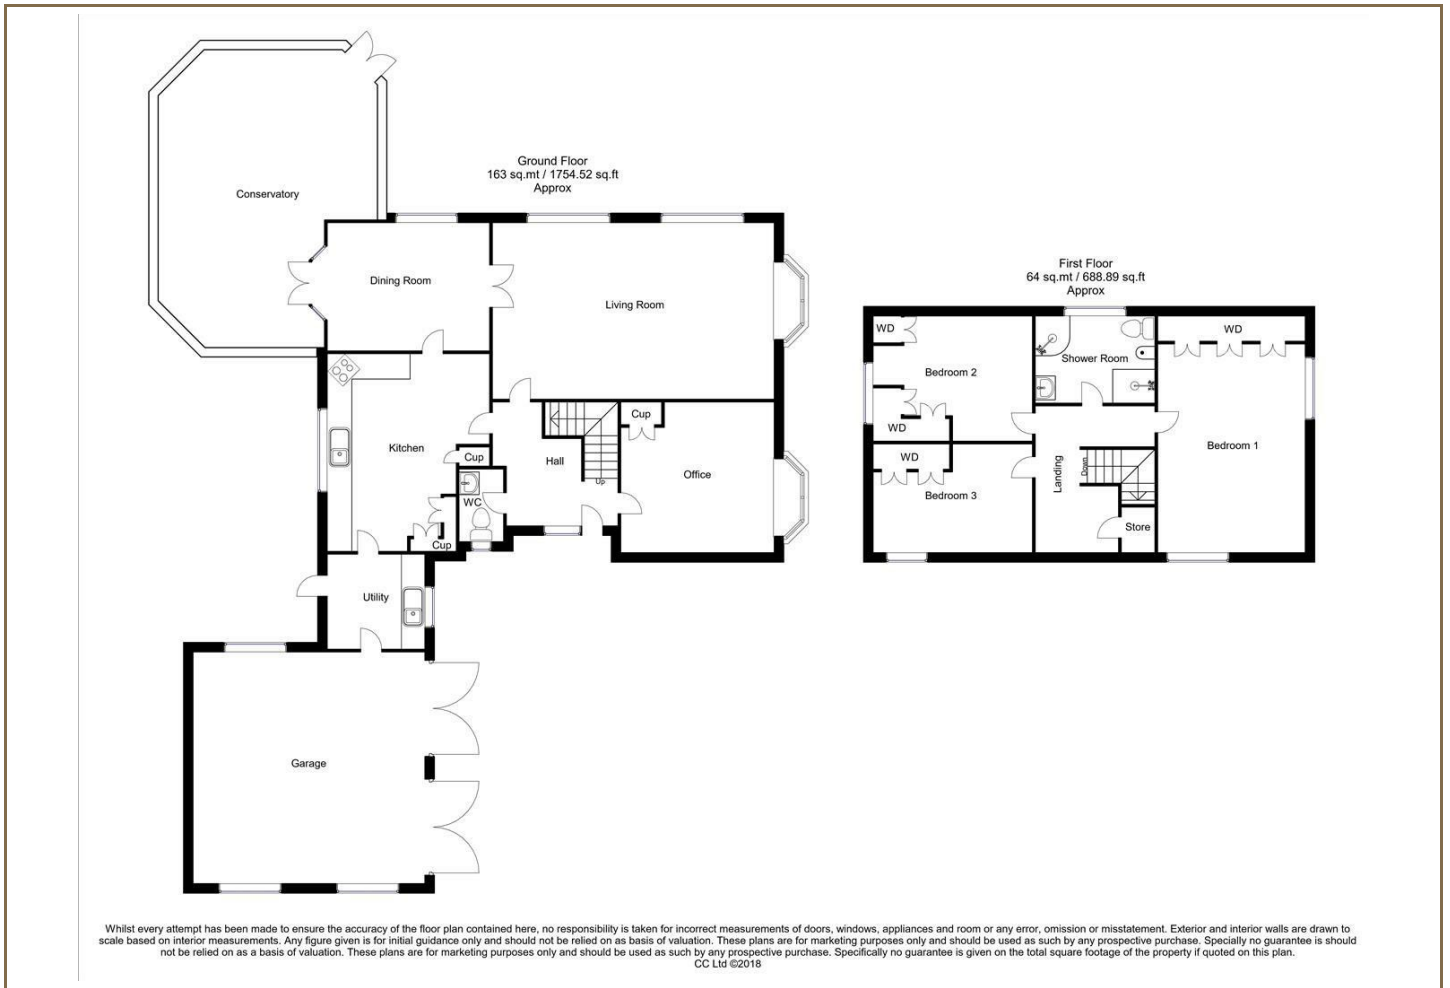 Ground Floor
163 sq.mt / 1754.52 sq.ft
Approx
Conservatory
Dining Room
Living Room
Kitchen
Cup
Cup
Hall
Up
WC
Cup
Office
Utility
Garage
First Floor
64 sq.mt / 688.89 sq.ft
Approx
WD
WD
Shower Room
Bedroom 2
WD
Bedroom 1
WD
Bedroom 3
Landing
Down
Store
Whilst every attempt has been made to ensure the accuracy of the floor plan contained here, no responsibility is taken for incorrect measurements of doors, windows, appliances and room or any error, omission or misstatement. Exterior and interior walls are drawn to
scale based on interior measurements. Any figure given is for initial guidance only and should not be relied on as basis of valuation. These plans are for marketing purposes only and should be used as such by any prospective purchase. Specially no guarantee is should
not be relied on as a basis of valuation. These plans are for marketing purposes only and should be used as such by any prospective purchase. Specifically no guarantee is given on the total square footage of the property if quoted on this plan.
CC Ltd ©2018